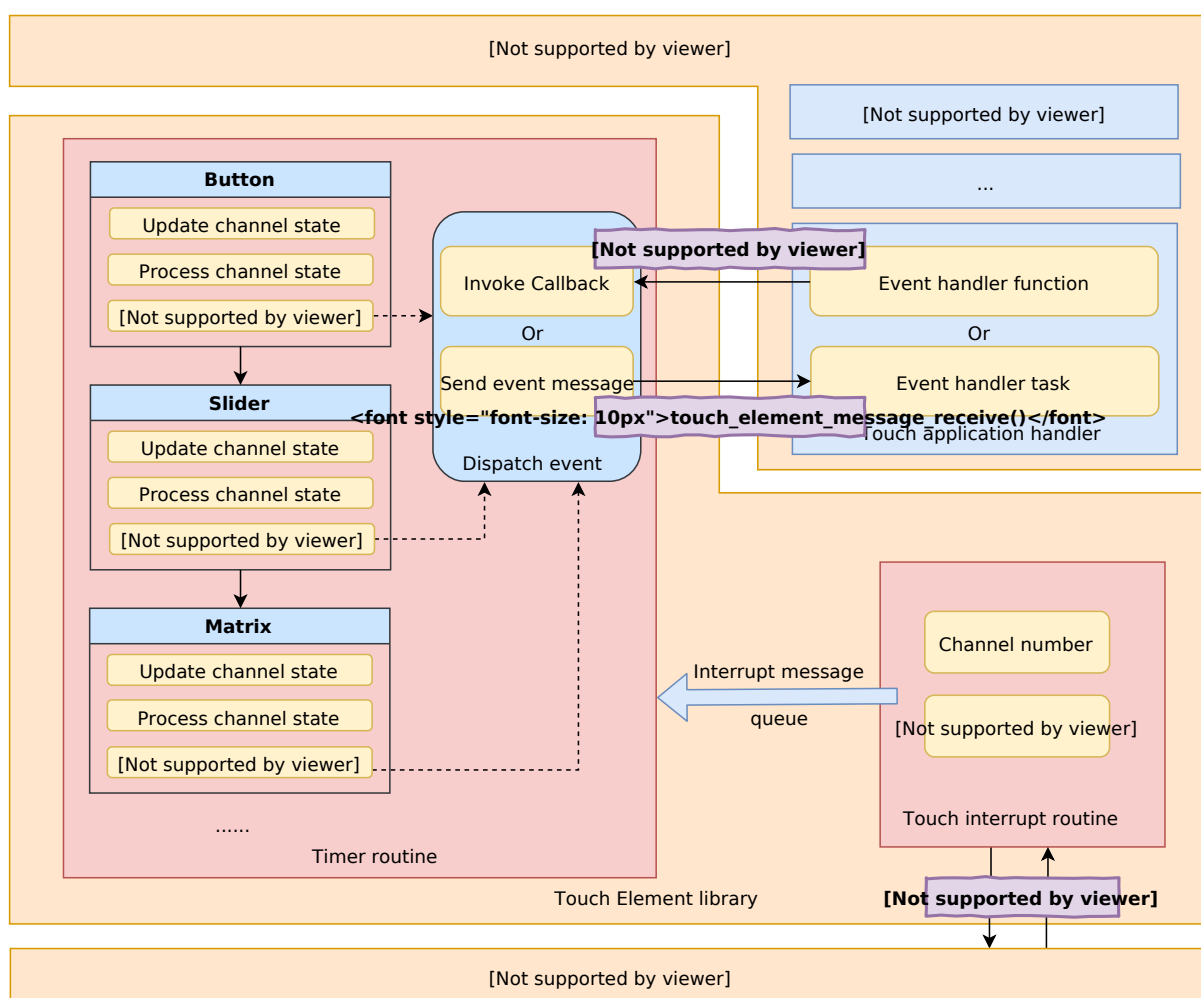 [Not supported by viewer]
[Not supported by viewer]
...
Button
Update channel state
Process channel state
[Not supported by viewer]
Slider
Update channel state
Process channel state
[Not supported by viewer]
Matrix
Update channel state
Process channel state
[Not supported by viewer]
......
Timer routine
Invoke Callback
Or
Send event message
Dispatch event
[Not supported by viewer]
<font style="font-size: 10px">touch_element_message_receive()</font>
Event handler function
Or
Event handler task
Touch application handler
Interrupt message
queue
Channel number
[Not supported by viewer]
Touch interrupt routine
Touch Element library
[Not supported by viewer]
[Not supported by viewer]